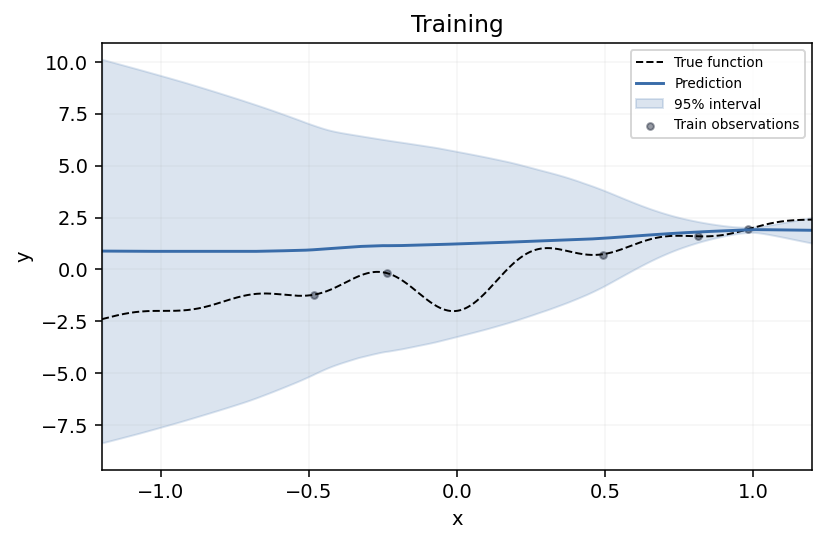 Training
10.0
7.5
5.0
2.5
0.0
−2.5
−5.0
−7.5
y
True function
Prediction
95% interval
Train observations
−1.0 −0.5 0.0 0.5 1.0
x